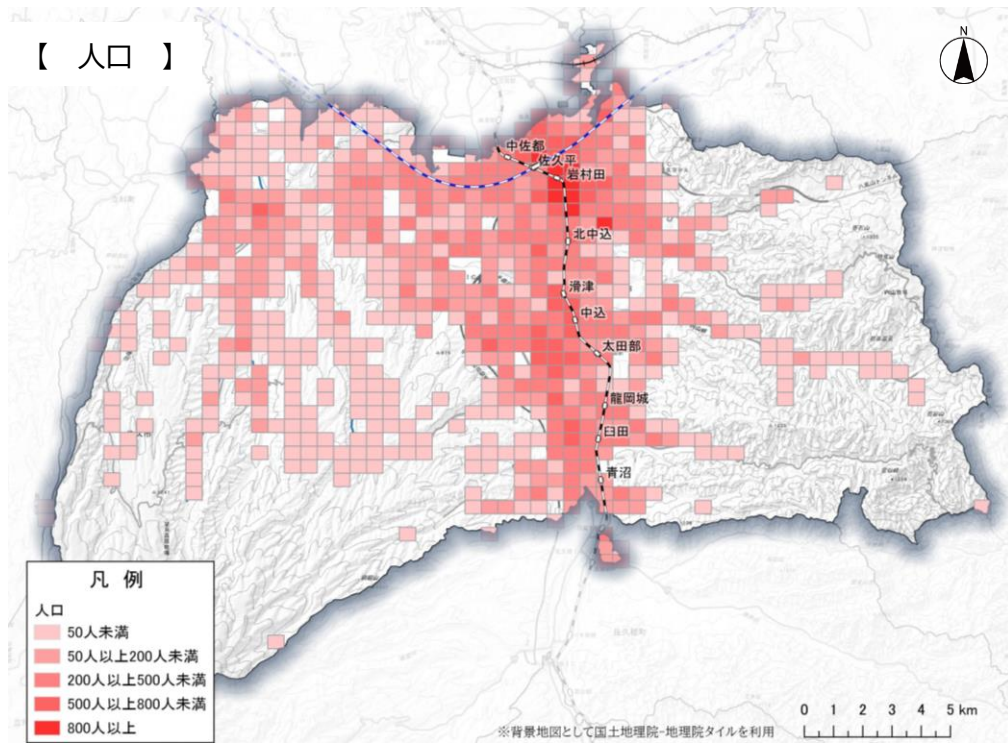 【 人口 】
N
中佐都
佐久平
岩村田
北中込
滑津
中込
太田部
龍岡城
臼田
青沼
凡 例
人口
50人未満
50人以上200人未満
200人以上500人未満
500人以上800人未満
800人以上
0 1 2 3 4 5 km
※背景地図として国土地理院-地理院タイルを利用